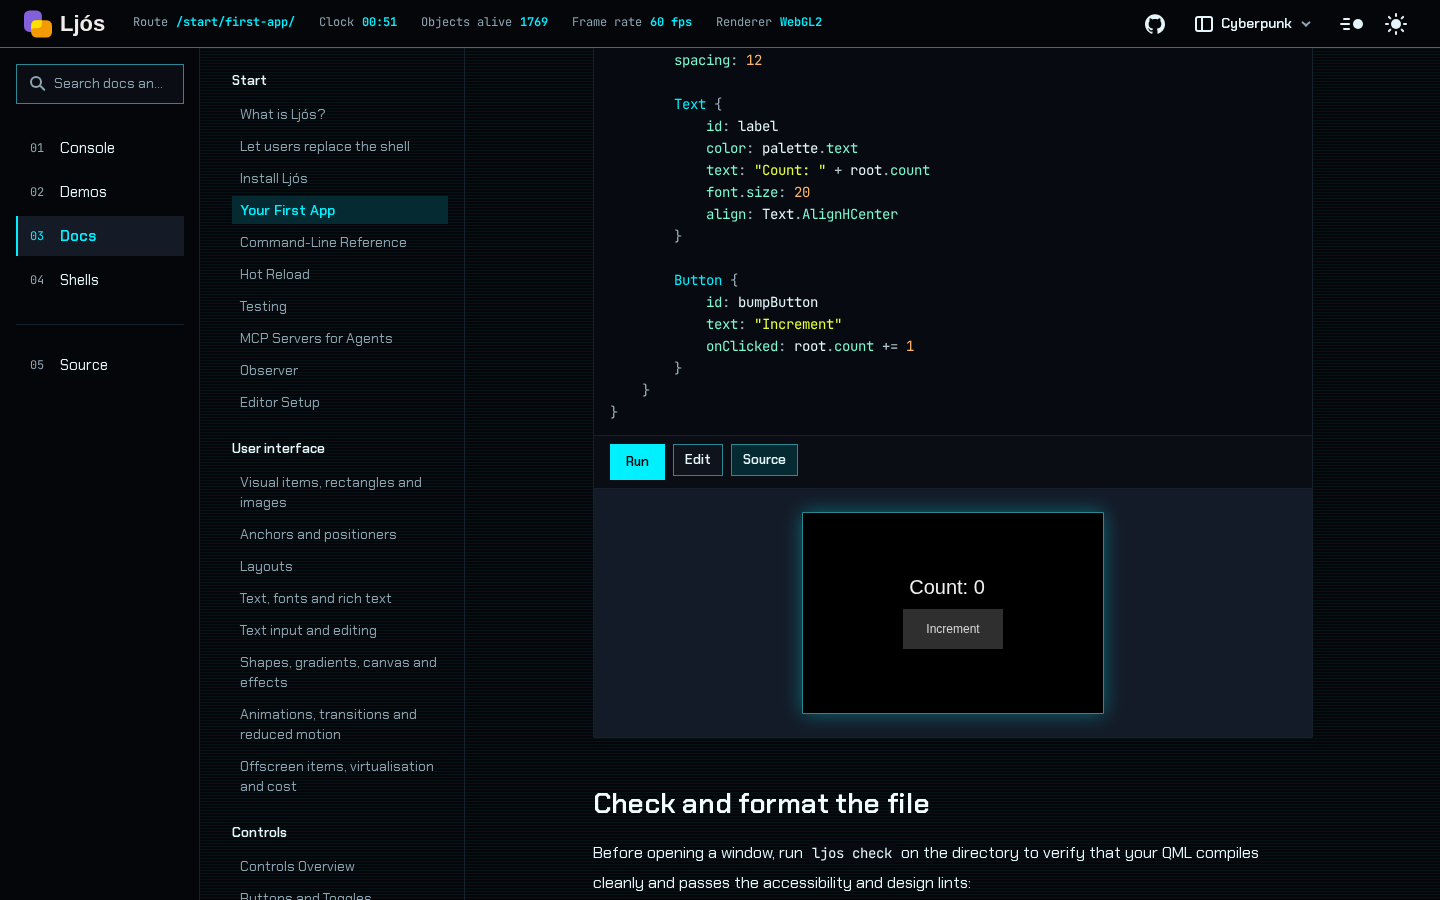 Ljós
Route /start/first-app/
Clock 00:51
Objects alive 1769
Frame rate 60 fps
Renderer WebGL2
Cyberpunk
Search docs an...
01 Console
02 Demos
03 Docs
04 Shells
05 Source
Start
What is Ljós?
Let users replace the shell
Install Ljós
Your First App
Command-Line Reference
Hot Reload
Testing
MCP Servers for Agents
Observer
Editor Setup
User interface
Visual items, rectangles and
images
Anchors and positioners
Layouts
Text, fonts and rich text
Text input and editing
Shapes, gradients, canvas and
effects
Animations, transitions and
reduced motion
Offscreen items, virtualisation
and cost
Controls
Controls Overview
Buttons and Toggles
spacing: 12
Text {
id: label
color: palette.text
text: "Count: " + root.count
font.size: 20
align: Text.AlignHCenter
}
Button {
id: bumpButton
text: "Increment"
onClicked: root.count += 1
}
}
}
Run
Edit
Source
Count: 0
Increment
Check and format the file
Before opening a window, run ljos check on the directory to verify that your QML compiles
cleanly and passes the accessibility and design lints: